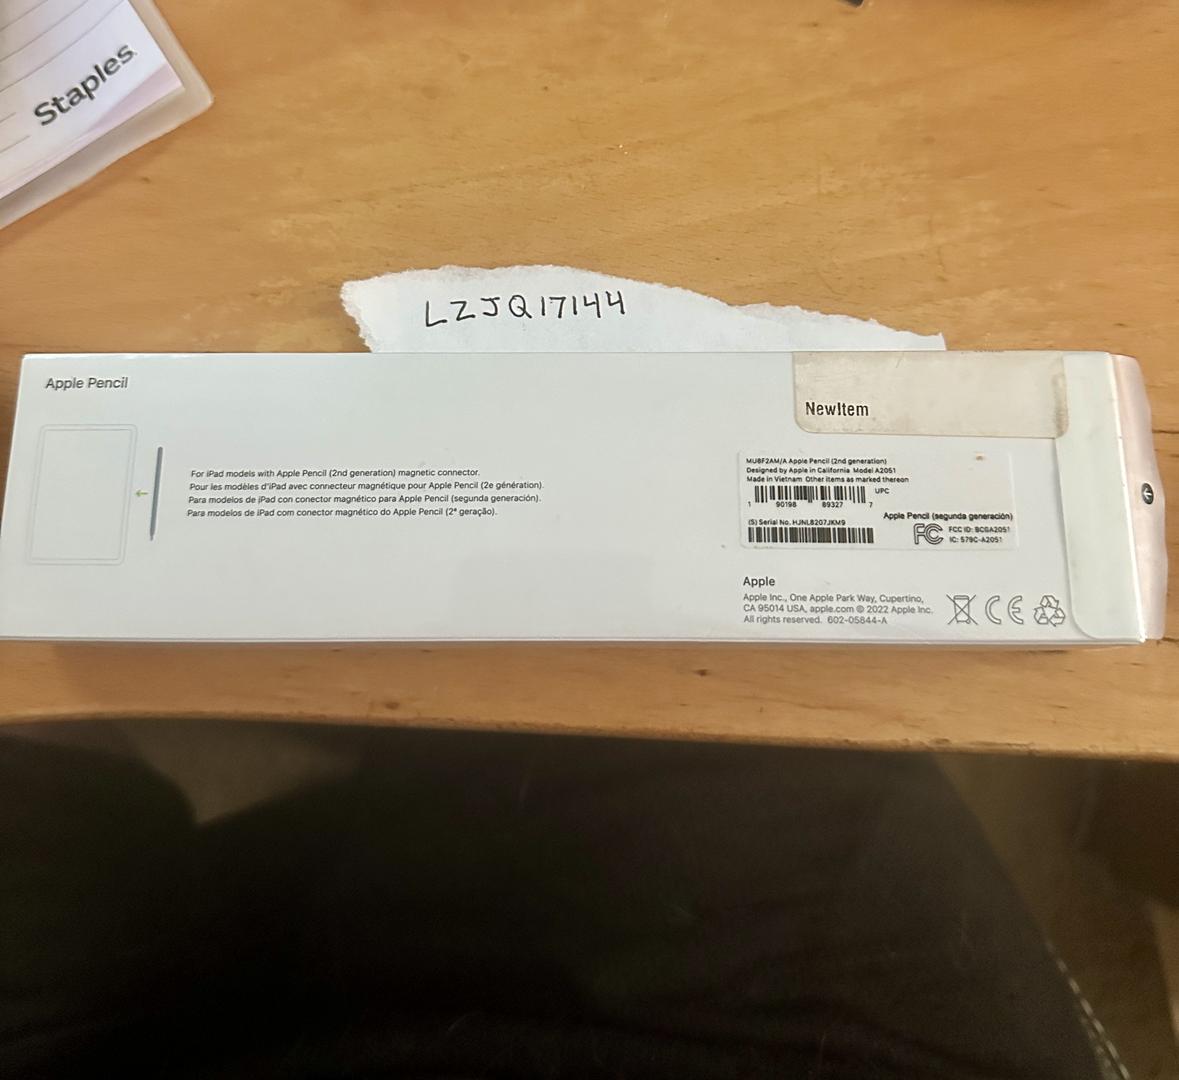 Staples
LZJQ17144
Apple Pencil
NewItem
For iPad models with Apple Pencil (2nd generation) magnetic connector.
Pour les modèles d'iPad avec connecteur magnétique pour Apple Pencil (2e génération).
Para modelos de iPad con conector magnético para Apple Pencil (segunda generación).
Para modelos de iPad com conector magnético do Apple Pencil (2ª geração).
MU8F2AM/A Apple Pencil (2nd generation)
Designed by Apple in California Model A2051
Made in Vietnam Other items as marked thereon
UPC
1 90198 89327 7
Apple Pencil (segunda generación)
(S) Serial No. HJNL8207JKM9
FC FCC ID: BCGA2051
IC: 579C-A2051
Apple
Apple Inc., One Apple Park Way, Cupertino,
CA 95014 USA, apple.com © 2022 Apple Inc.
All rights reserved. 602-05844-A
CE